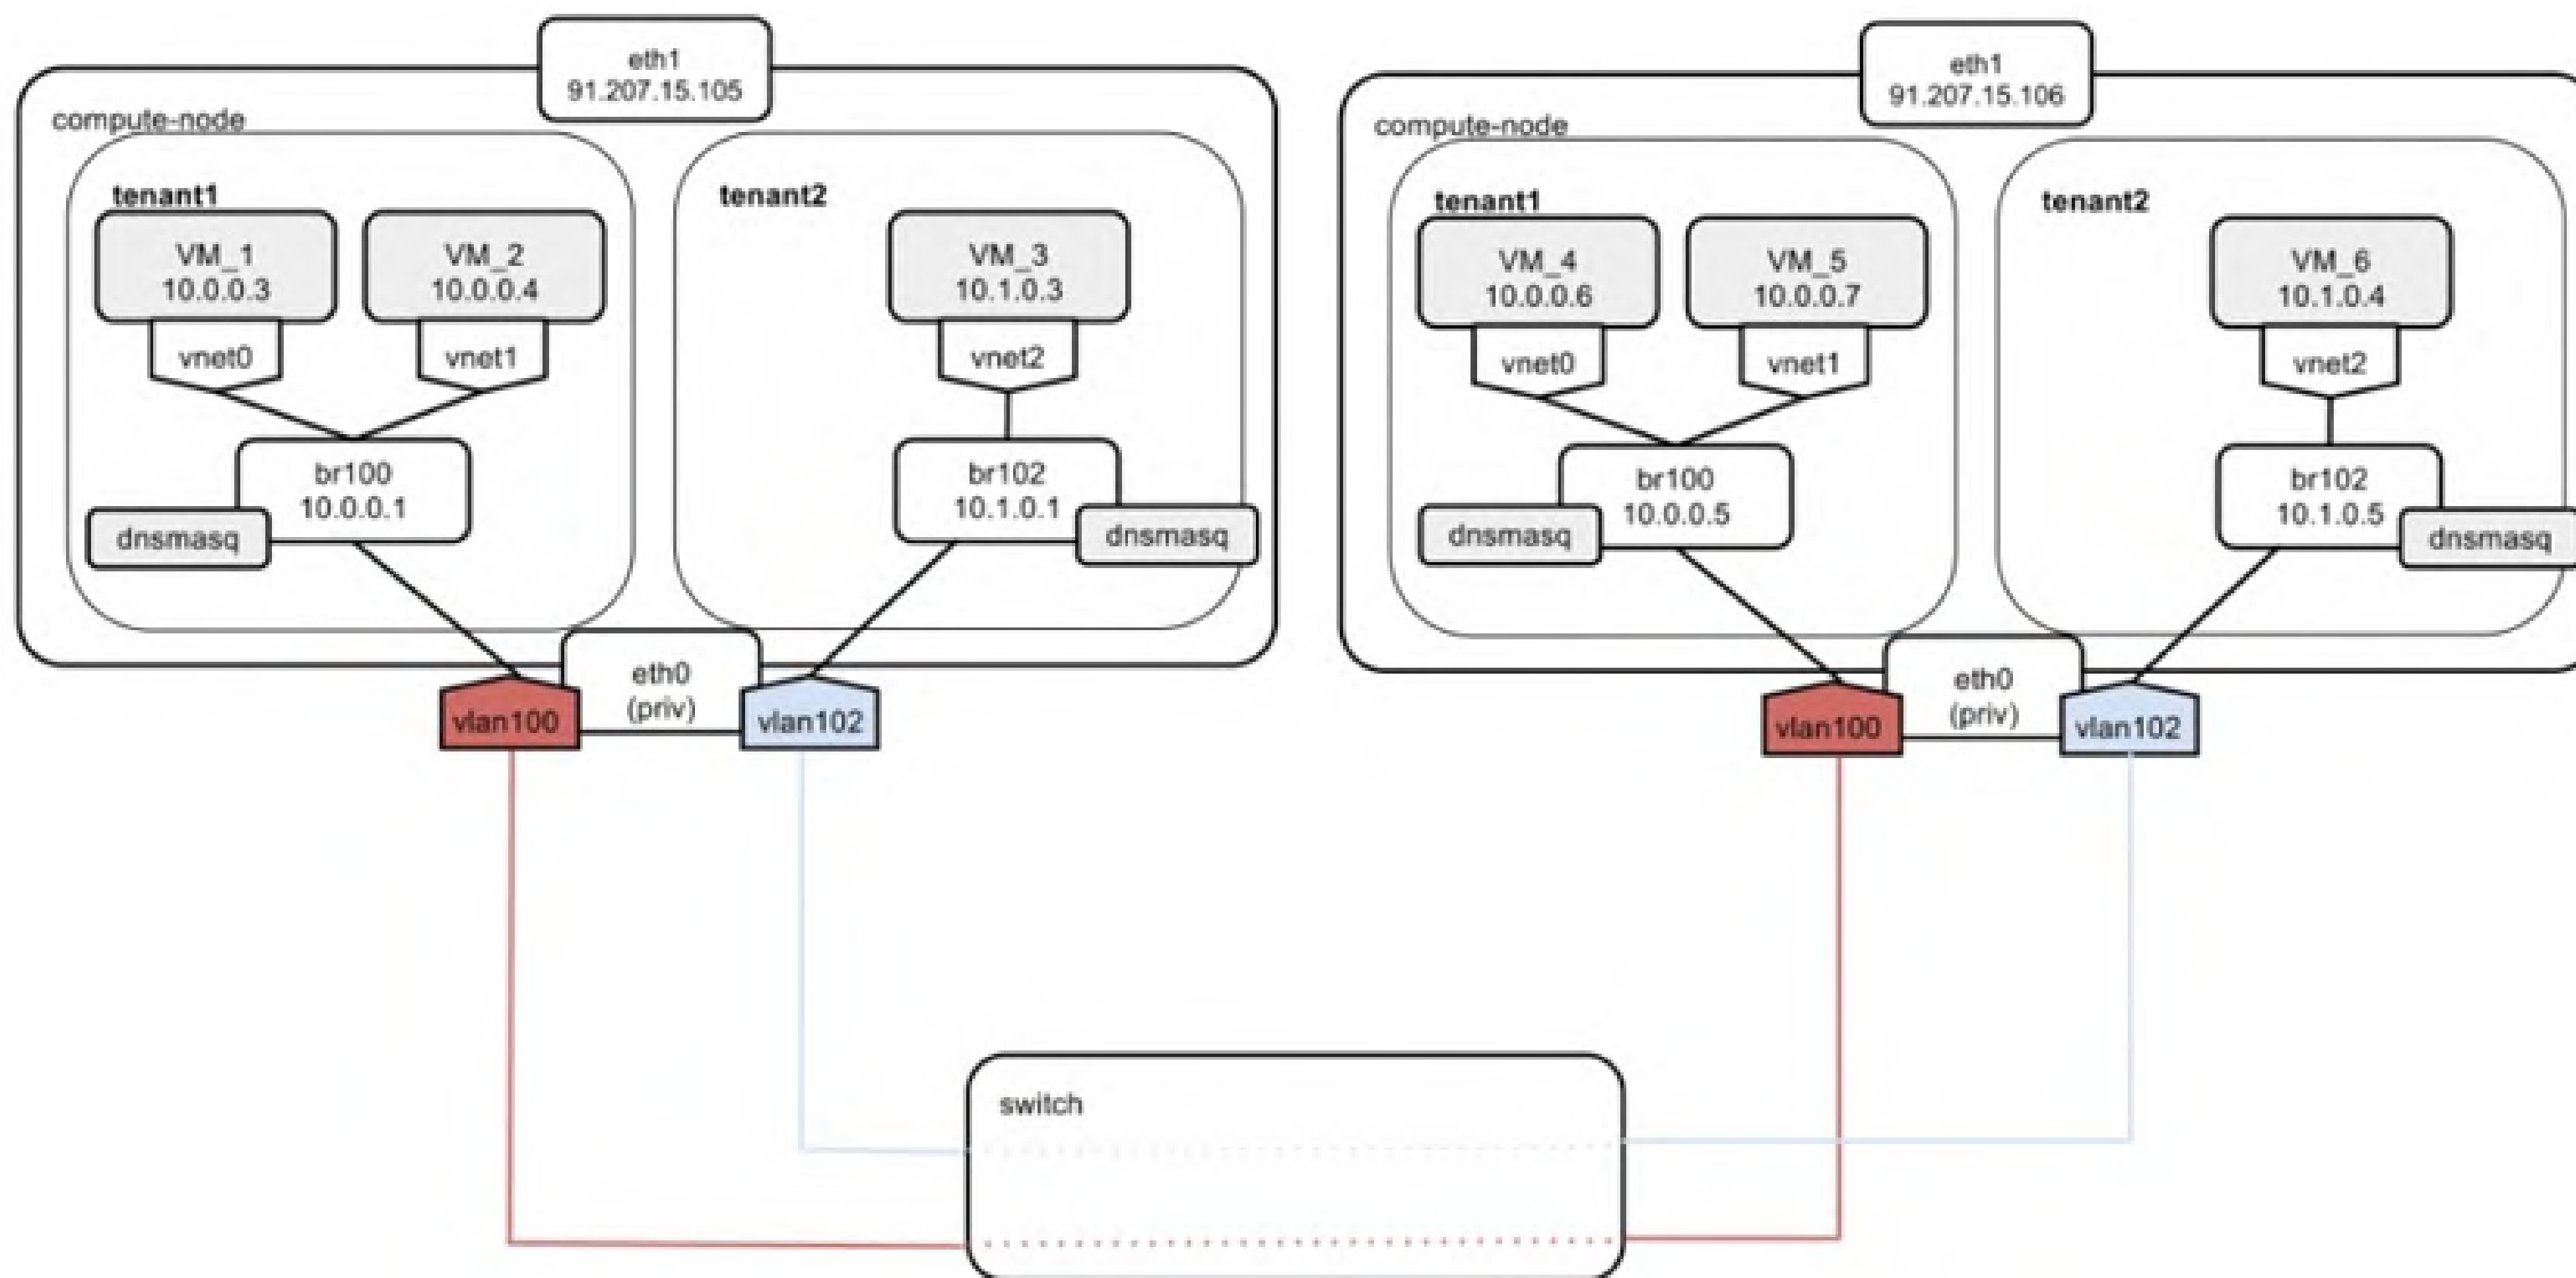 eth1
91.207.15.105
compute-node
tenant1
VM_1
10.0.0.3
VM_2
10.0.0.4
vnet0
vnet1
br100
10.0.0.1
dnsmasq
tenant2
VM_3
10.1.0.3
vnet2
br102
10.1.0.1
dnsmasq
eth0
(priv)
vlan100
vlan102
eth1
91.207.15.106
compute-node
tenant1
VM_4
10.0.0.6
VM_5
10.0.0.7
vnet0
vnet1
br100
10.0.0.5
dnsmasq
tenant2
VM_6
10.1.0.4
vnet2
br102
10.1.0.5
dnsmasq
eth0
(priv)
vlan100
vlan102
switch